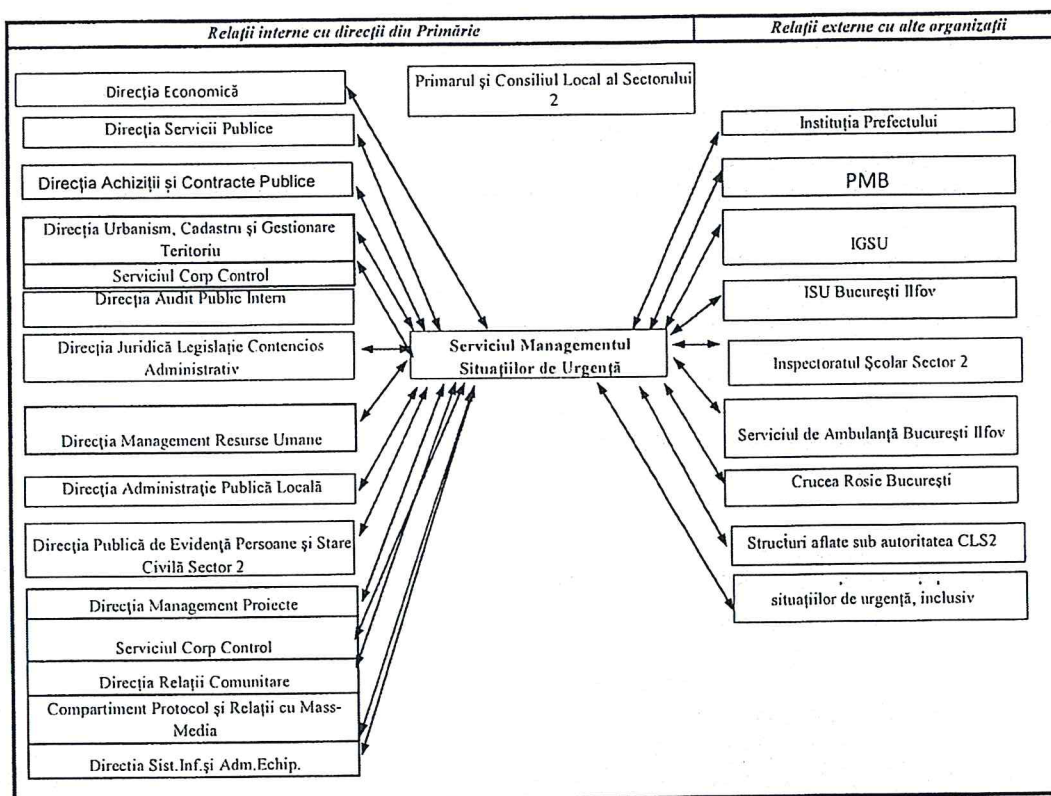 Relații interne cu direcții din Primărie
Relații externe cu alte organizații
Primarul și Consiliul Local al Sectorului
2
Direcția Economică
Direcția Servicii Publice
Direcția Achiziții și Contracte Publice
Direcția Urbanism, Cadastru și Gestionare
Teritoriu
Serviciul Corp Control
Direcția Audit Public Intern
Direcția Juridică Legislație Contencios
Administrativ
Direcția Management Resurse Umane
Direcția Administrație Publică Locală
Direcția Publică de Evidență Persoane și Stare
Civilă Sector 2
Direcția Management Proiecte
Serviciul Corp Control
Direcția Relații Comunitare
Compartiment Protocol și Relații cu Mass-
Media
Directia Sist.Inf.și Adm.Echip.
Serviciul Managementul
Situațiilor de Urgență
Instituția Prefectului
PMB
IGSU
ISU București Ilfov
Inspectoratul Școlar Sector 2
Serviciul de Ambulanță București Ilfov
Crucea Rosie București
Structuri aflate sub autoritatea CLS2
situațiilor de urgență, inclusiv